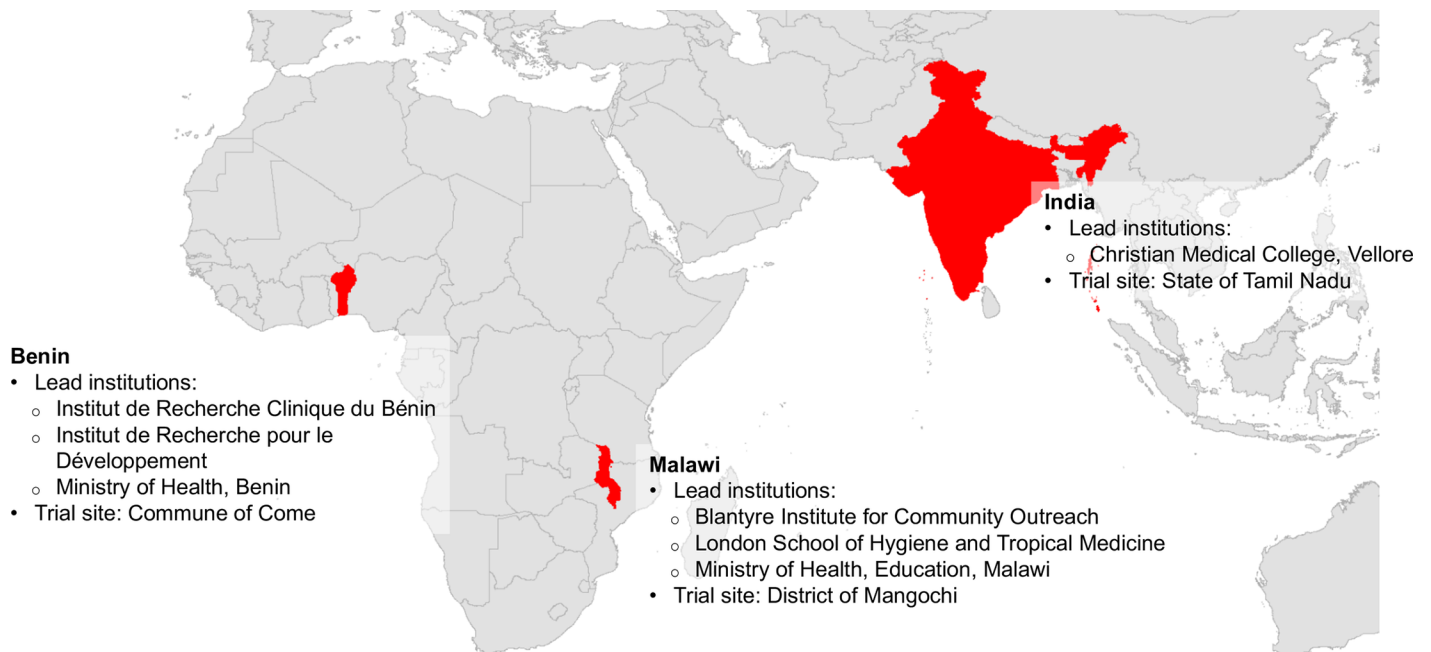 India
• Lead institutions:
o Christian Medical College, Vellore
• Trial site: State of Tamil Nadu
Benin
• Lead institutions:
o Institut de Recherche Clinique du Bénin
o Institut de Recherche pour le
Développement
o Ministry of Health, Benin
• Trial site: Commune of Come
Malawi
• Lead institutions:
o Blantyre Institute for Community Outreach
o London School of Hygiene and Tropical Medicine
o Ministry of Health, Education, Malawi
• Trial site: District of Mangochi